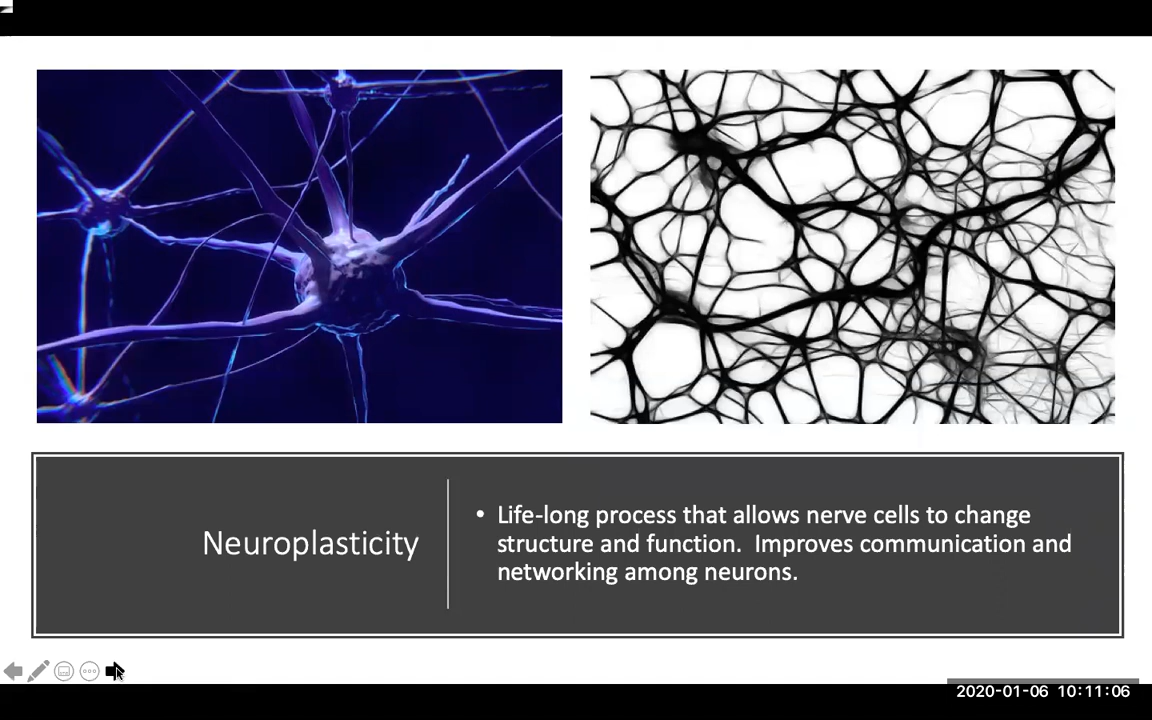 Neuroplasticity
• Life-long process that allows nerve cells to change
structure and function.  Improves communication and
networking among neurons.
2020-01-06 10:11:06